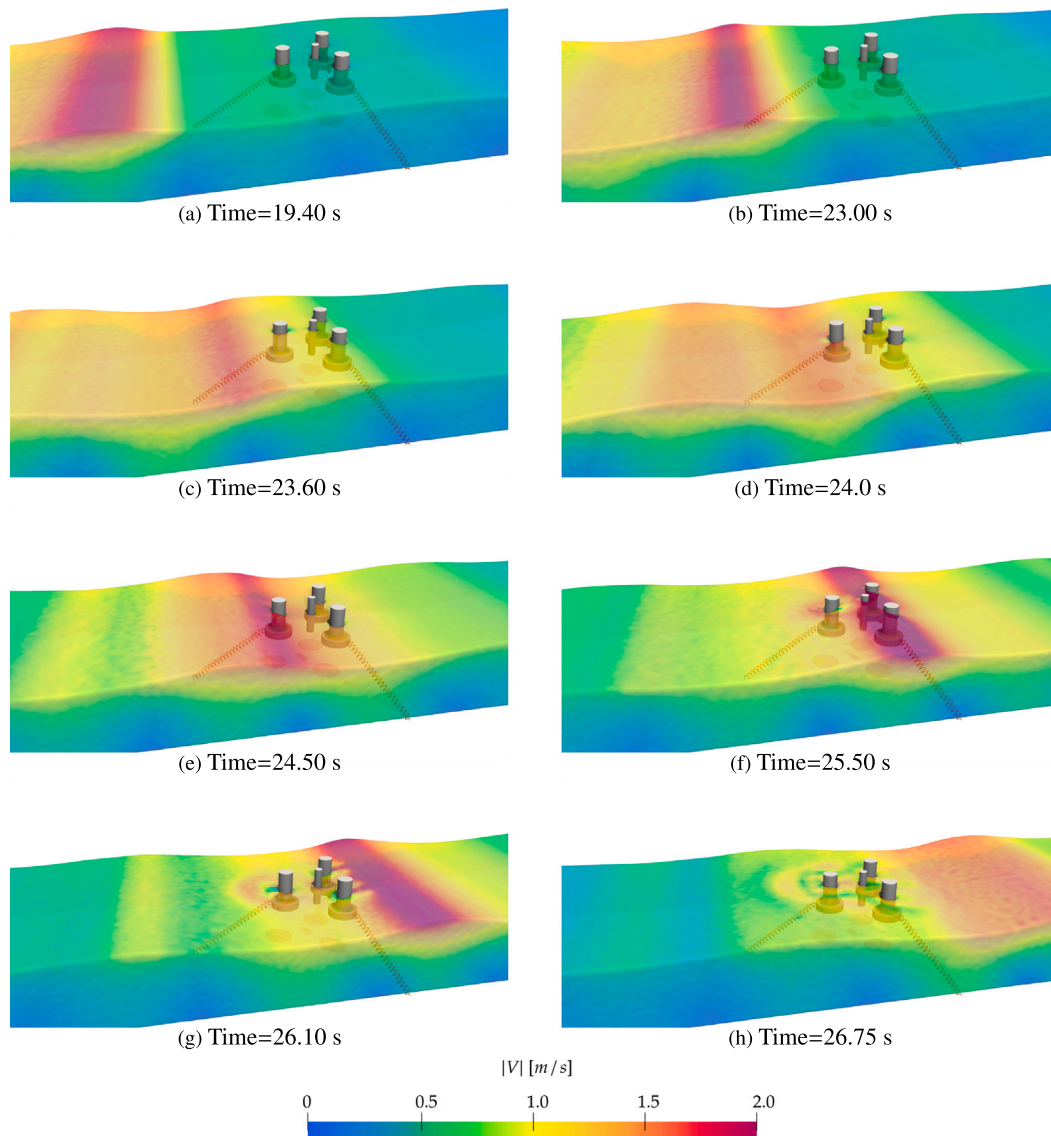 (a) Time=19.40 s
(b) Time=23.00 s
(c) Time=23.60 s
(d) Time=24.0 s
(e) Time=24.50 s
(f) Time=25.50 s
(g) Time=26.10 s
(h) Time=26.75 s
|V| [m/s]
0 0.5 1.0 1.5 2.0